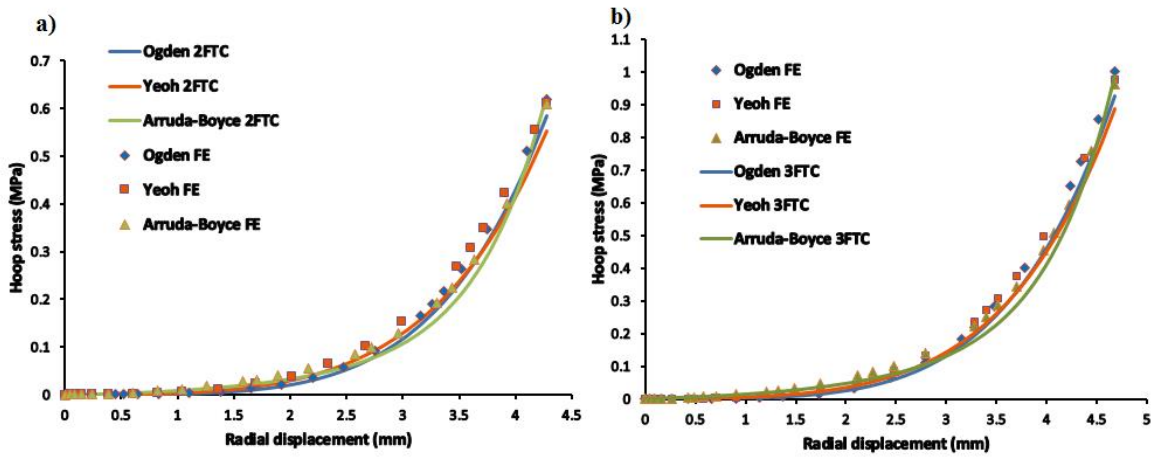 a)
Ogden 2FTC
Yeoh 2FTC
Arruda-Boyce 2FTC
Ogden FE
Yeoh FE
Arruda-Boyce FE
Hoop stress (MPa)
0.7
0.6
0.5
0.4
0.3
0.2
0.1
0
0 0.5 1 1.5 2 2.5 3 3.5 4 4.5
Radial displacement (mm)
b)
Ogden FE
Yeoh FE
Arruda-Boyce FE
Ogden 3FTC
Yeoh 3FTC
Arruda-Boyce 3FTC
Hoop stress (MPa)
1.1
1
0.9
0.8
0.7
0.6
0.5
0.4
0.3
0.2
0.1
0
0 0.5 1 1.5 2 2.5 3 3.5 4 4.5 5
Radial displacement (mm)